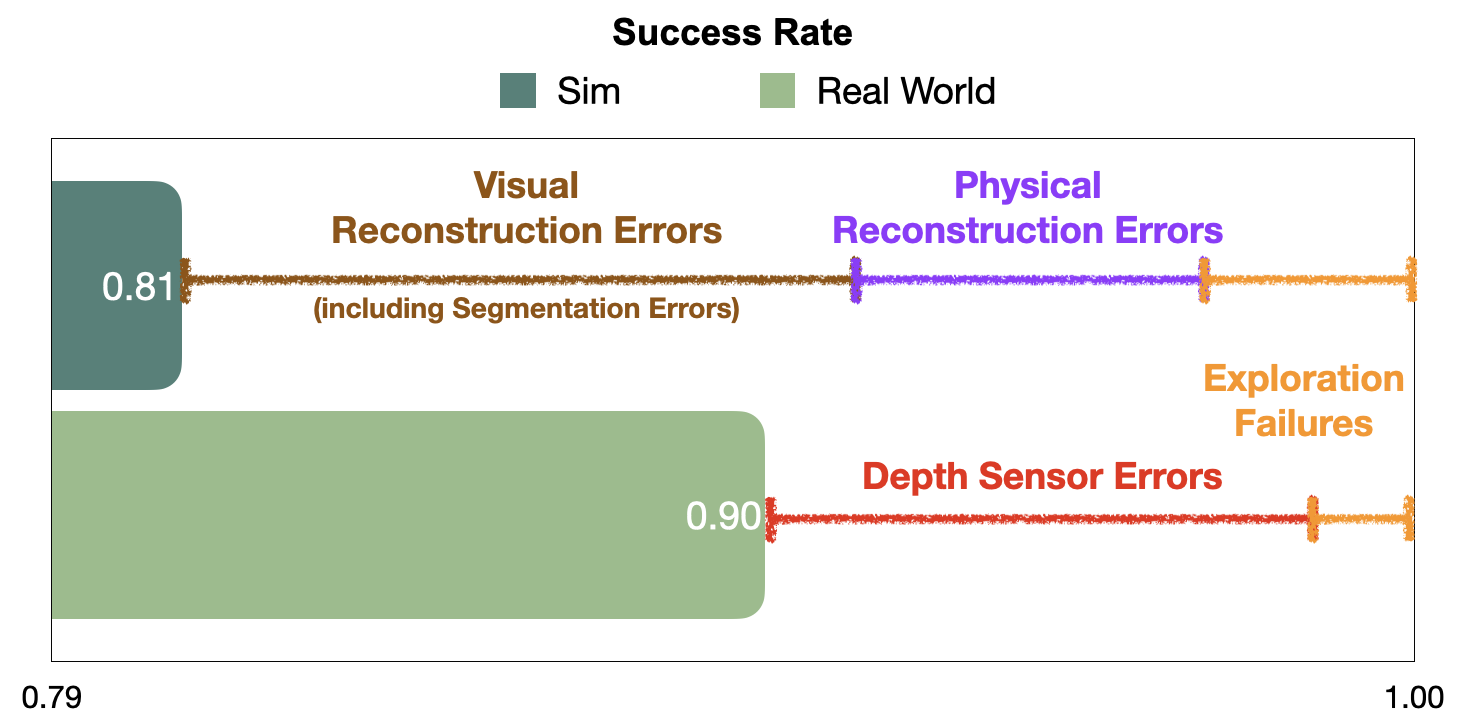 Success Rate
Sim
Real World
Visual
Reconstruction Errors
(including Segmentation Errors)
Physical
Reconstruction Errors
0.81
Exploration
Failures
Depth Sensor Errors
0.90
0.79
1.00